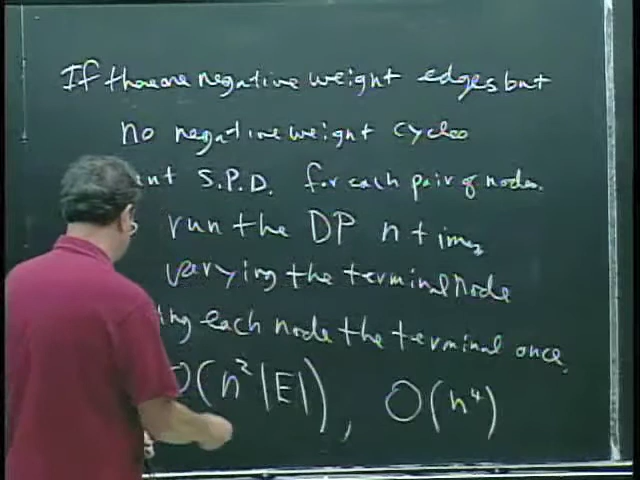 If there are negative weight edges but
no negative weight cycles
S.P.D. for each pair of nodes.
run the DP n times
varying the terminal node
ing each node the terminal once.
O(n²|E|), O(n⁴)